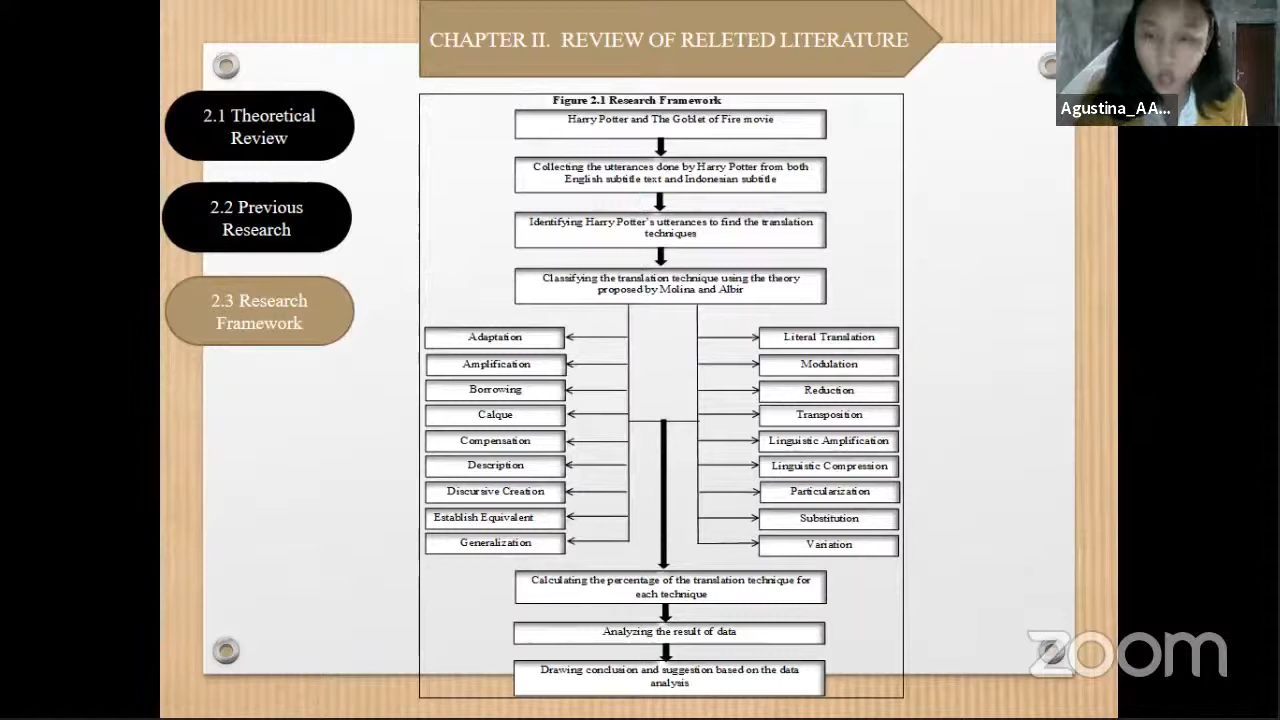 CHAPTER II. REVIEW OF RELETED LITERATURE
Agustina_AA...
2.1 Theoretical
Review
2.2 Previous
Research
2.3 Research
Framework
Figure 2.1 Research Framework
Harry Potter and The Goblet of Fire movie
Collecting the utterances done by Harry Potter from both
English subtitle text and Indonesian subtitle
Identifying Harry Potter's utterances to find the translation
techniques
Classifying the translation technique using the theory
proposed by Molina and Albir
Adaptation
Amplification
Borrowing
Calque
Compensation
Description
Discursive Creation
Establish Equivalent
Generalization
Literal Translation
Modulation
Reduction
Transposition
Linguistic Amplification
Linguistic Compression
Particularization
Substitution
Variation
Calculating the percentage of the translation technique for
each technique
Analyzing the result of data
Drawing conclusion and suggestion based on the data
analysis
zoom